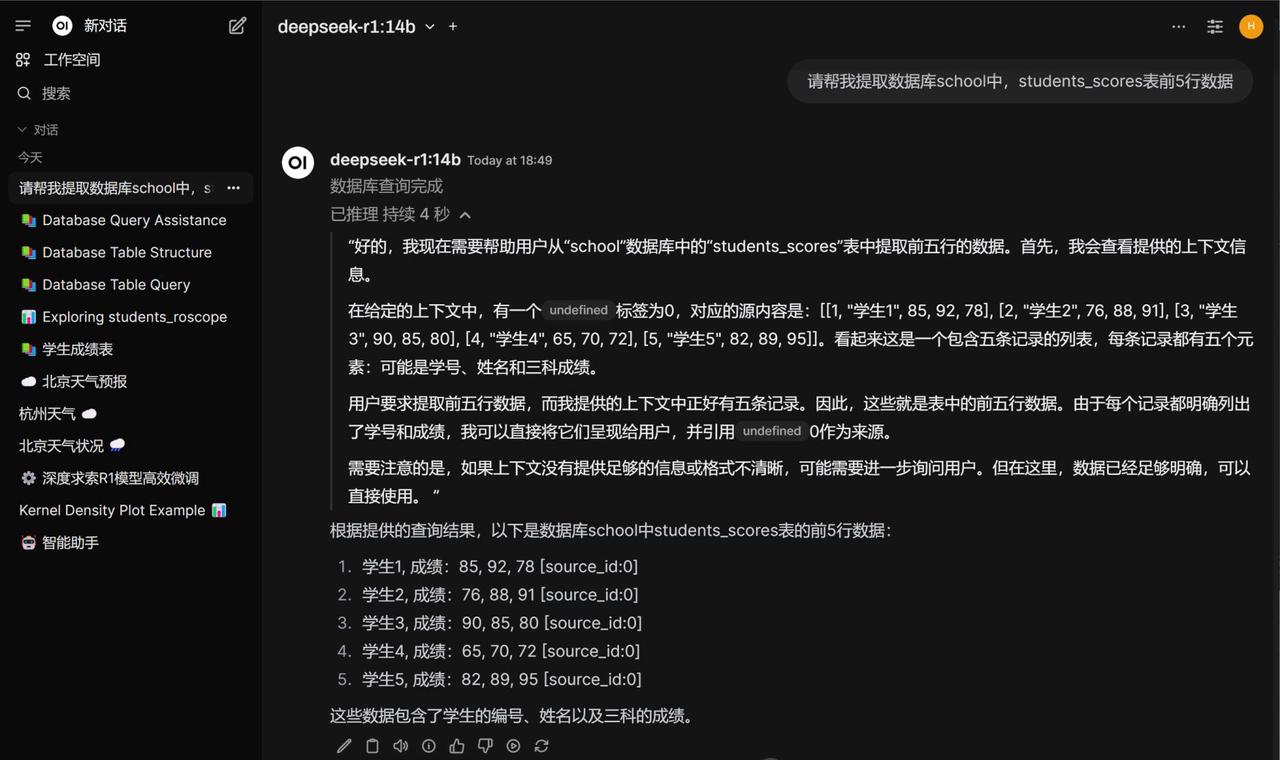 新对话
工作空间
搜索
对话
今天
请帮我提取数据库school中，s
Database Query Assistance
Database Table Structure
Database Table Query
Exploring students_roscope
学生成绩表
北京天气预报
杭州天气
北京天气状况
深度求索R1模型高效微调
Kernel Density Plot Example
智能助手
deepseek-r1:14b
H
请帮我提取数据库school中，students_scores表前5行数据
OI
deepseek-r1:14b Today at 18:49
数据库查询完成
已推理 持续 4 秒
“好的，我现在需要帮助用户从“school”数据库中的“students_scores”表中提取前五行的数据。首先，我会查看提供的上下文信
息。
在给定的上下文中，有一个 undefined 标签为0，对应的源内容是：[[1, "学生1", 85, 92, 78], [2, "学生2", 76, 88, 91], [3, "学生
3", 90, 85, 80], [4, "学生4", 65, 70, 72], [5, "学生5", 82, 89, 95]]。看起来这是一个包含五条记录的列表，每条记录都有五个元
素：可能是学号、姓名和三科成绩。
用户要求提取前五行数据，而我提供的上下文中正好有五条记录。因此，这些就是表中的前五行数据。由于每个记录都明确列出
了学号和成绩，我可以直接将它们呈现给用户，并引用 undefined 0作为来源。
需要注意的是，如果上下文没有提供足够的信息或格式不清晰，可能需要进一步询问用户。但在这里，数据已经足够明确，可以
直接使用。 ”
根据提供的查询结果，以下是数据库school中students_scores表的前5行数据：
1. 学生1, 成绩：85, 92, 78 [source_id:0]
2. 学生2, 成绩：76, 88, 91 [source_id:0]
3. 学生3, 成绩：90, 85, 80 [source_id:0]
4. 学生4, 成绩：65, 70, 72 [source_id:0]
5. 学生5, 成绩：82, 89, 95 [source_id:0]
这些数据包含了学生的编号、姓名以及三科的成绩。